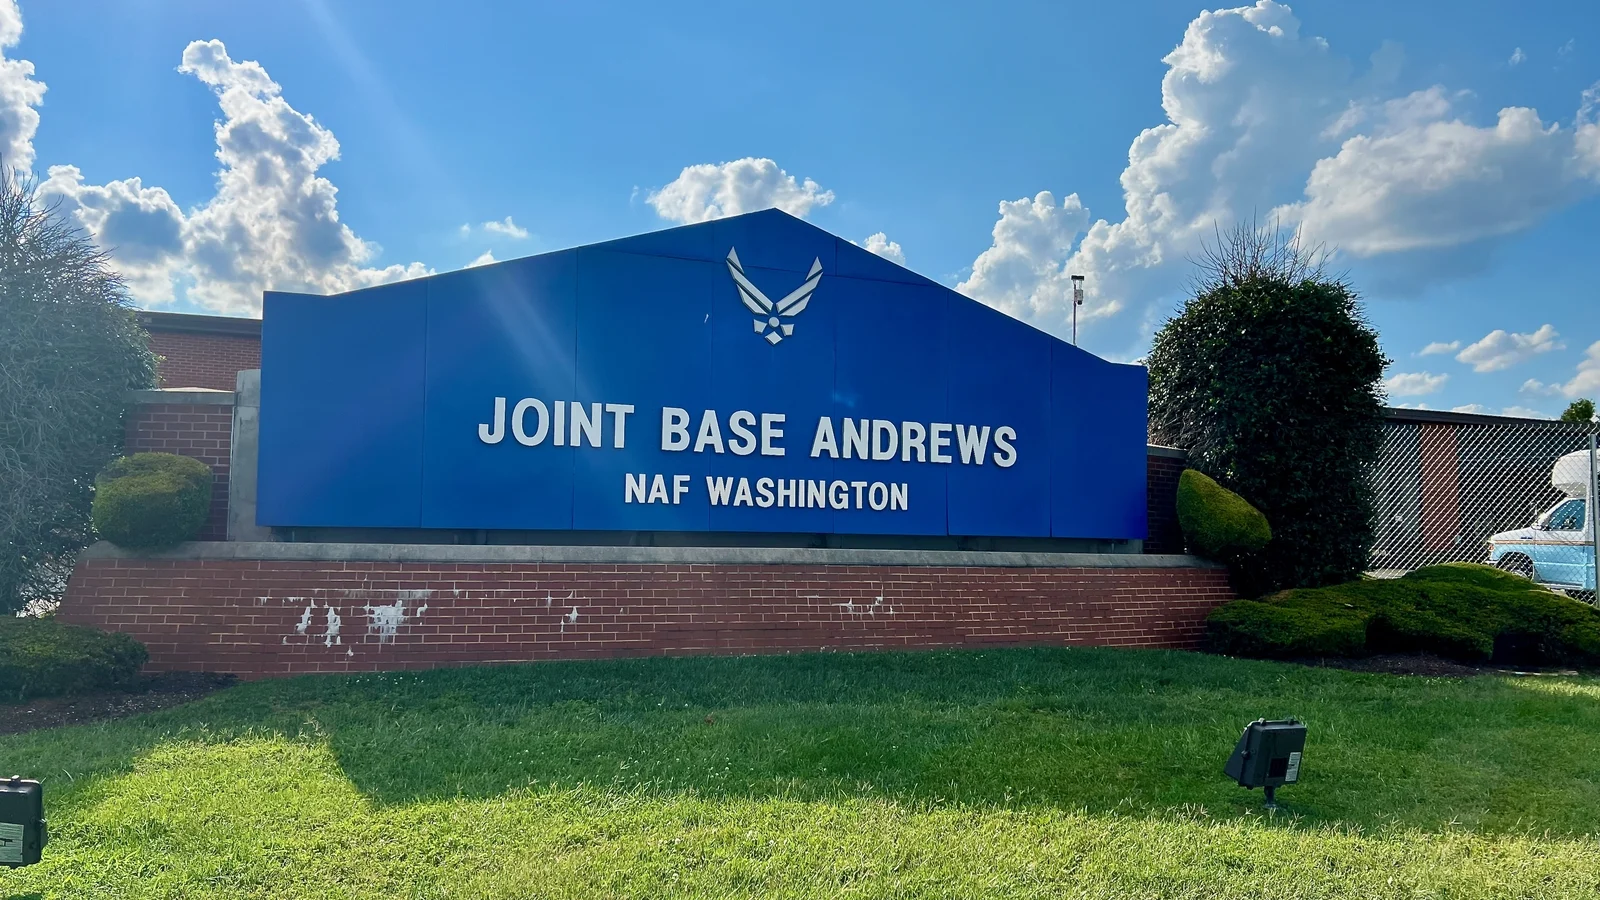 JOINT BASE ANDREWS
NAF WASHINGTON